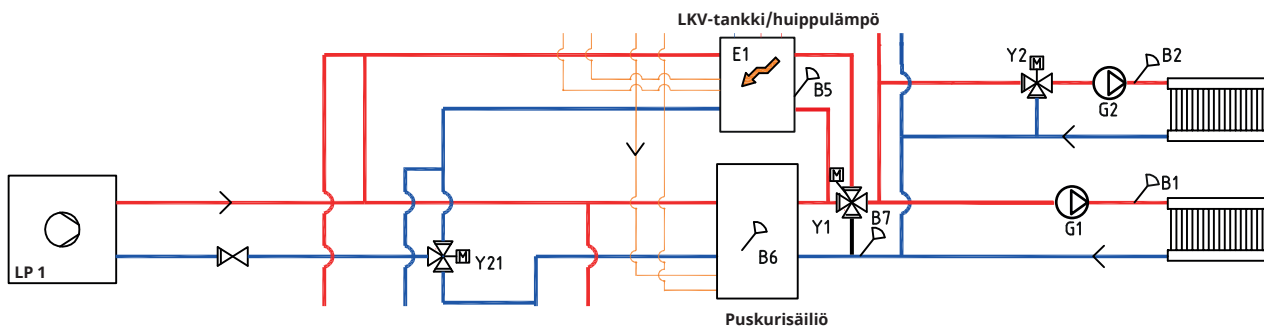 LKV-tankki/huippulämpö
E1
B5
Y2
M
B2
G2
M
Y1
B7
B1
G1
LP 1
M
Y21
B6
Puskurisäiliö